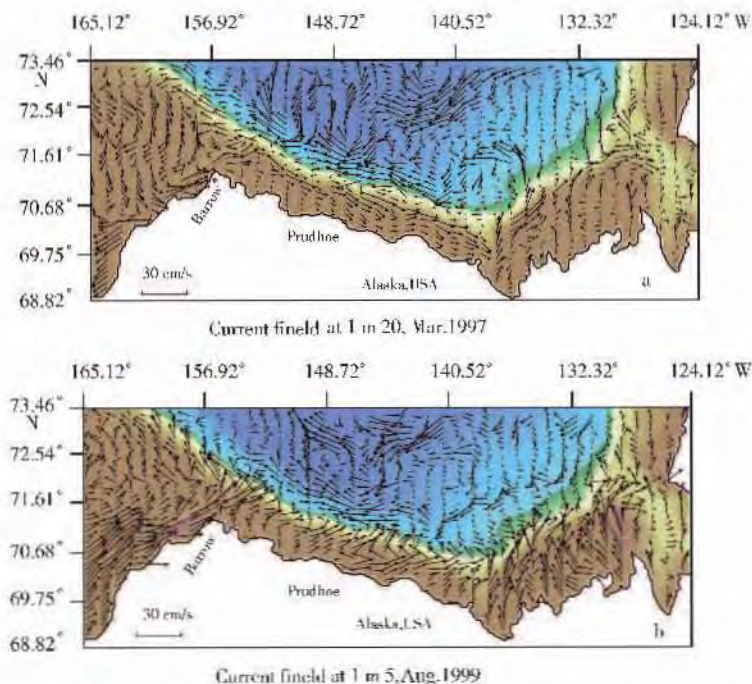 165.12° 156.92° 148.72° 140.52° 132.32° 124.12° W
73.46°
N
72.54°
71.61°
70.68°
69.75°
68.82°
Barrow
Prudhoe
Alaska,USA
30 cm/s
a
Current fineld at 1 m 20, Mar.1997
165.12° 156.92° 148.72° 140.52° 132.32° 124.12° W
73.46°
N
72.54°
71.61°
70.68°
69.75°
68.82°
Barrow
Prudhoe
Alaska,USA
30 cm/s
b
Current fineld at 1 m 5,Aug.1999